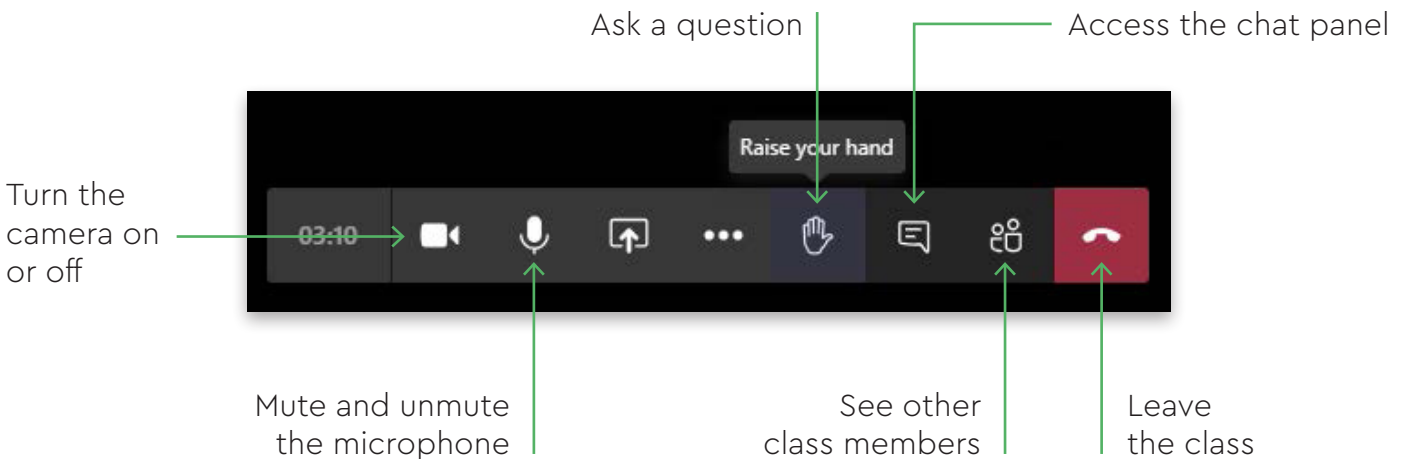 Ask a question
Access the chat panel
Raise your hand
Turn the
camera on
or off
03:10
Mute and unmute
the microphone
See other
class members
Leave
the class